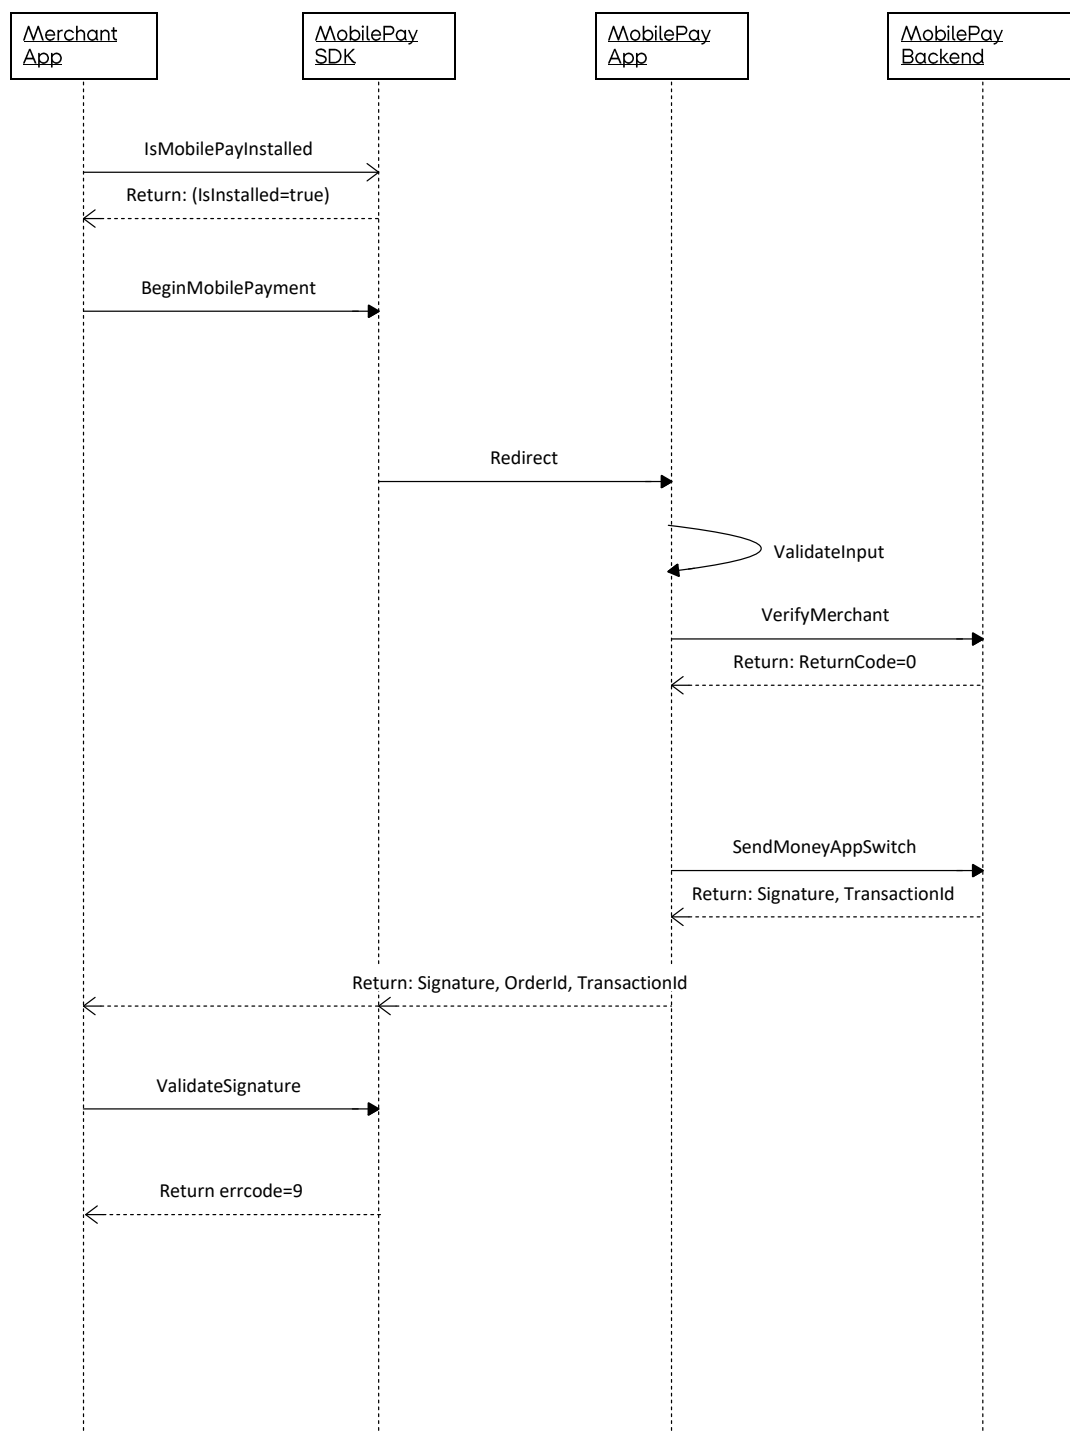 Merchant
App
MobilePay
SDK
MobilePay
App
MobilePay
Backend
IsMobilePayInstalled
Return: (IsInstalled=true)
BeginMobilePayment
Redirect
ValidateInput
VerifyMerchant
Return: ReturnCode=0
SendMoneyAppSwitch
Return: Signature, TransactionId
Return: Signature, OrderId, TransactionId
ValidateSignature
Return errcode=9